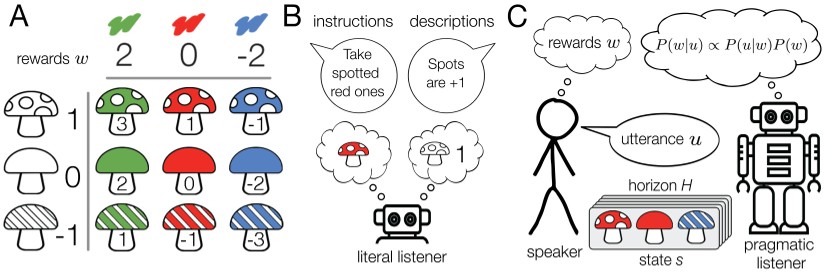 A
rewards w
2 0 -2
1
3 1 -1
0
2 0 -2
-1
1 -1 -3
B
instructions descriptions
Take
spotted
red ones
Spots
are +1
1
literal listener
C
rewards w
P(w|u) ∝ P(u|w)P(w)
utterance u
horizon H
state s
speaker
pragmatic
listener